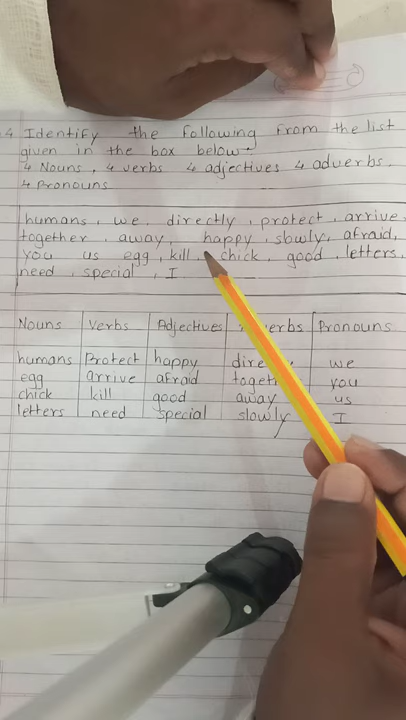 4 Identify the following from the list
given in the box below.
4 Nouns, 4 verbs 4 adjectives 4 adverbs.
4 Pronouns
humans, we, directly, protect, arrive,
together, away, happy, slowly, afraid,
you us egg, kill, chick, good, letters,
need, special, I
Nouns Verbs Adjectives Pronouns
humans Protect happy we
egg arrive afraid you
chick kill good away us
letters need special slowly I